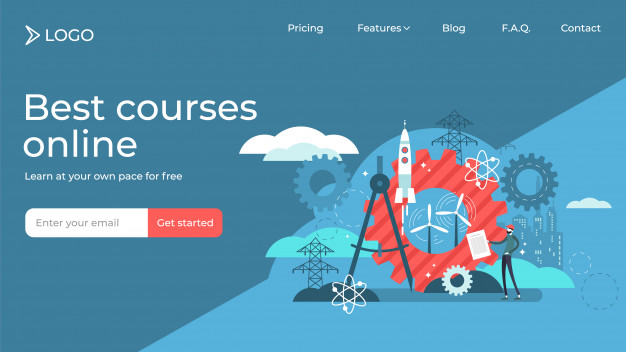 LOGO
Pricing
Features
Blog
F.A.Q.
Contact
Best courses
online
Learn at your own pace for free
Enter your email
Get started